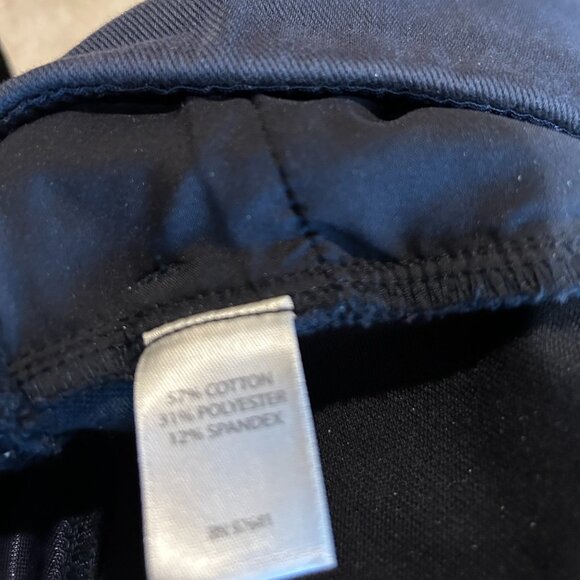 57% COTTON
31% POLYESTER
12% SPANDEX